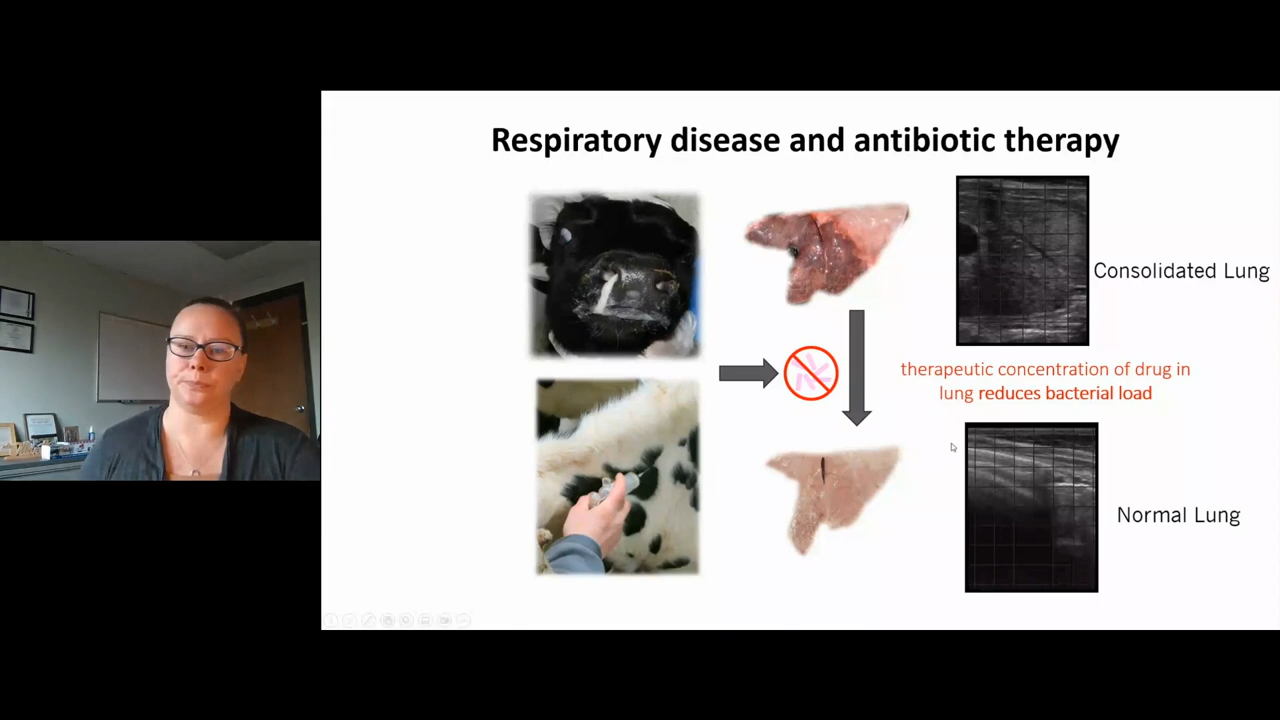 Respiratory disease and antibiotic therapy
Consolidated Lung
therapeutic concentration of drug in
lung reduces bacterial load
Normal Lung